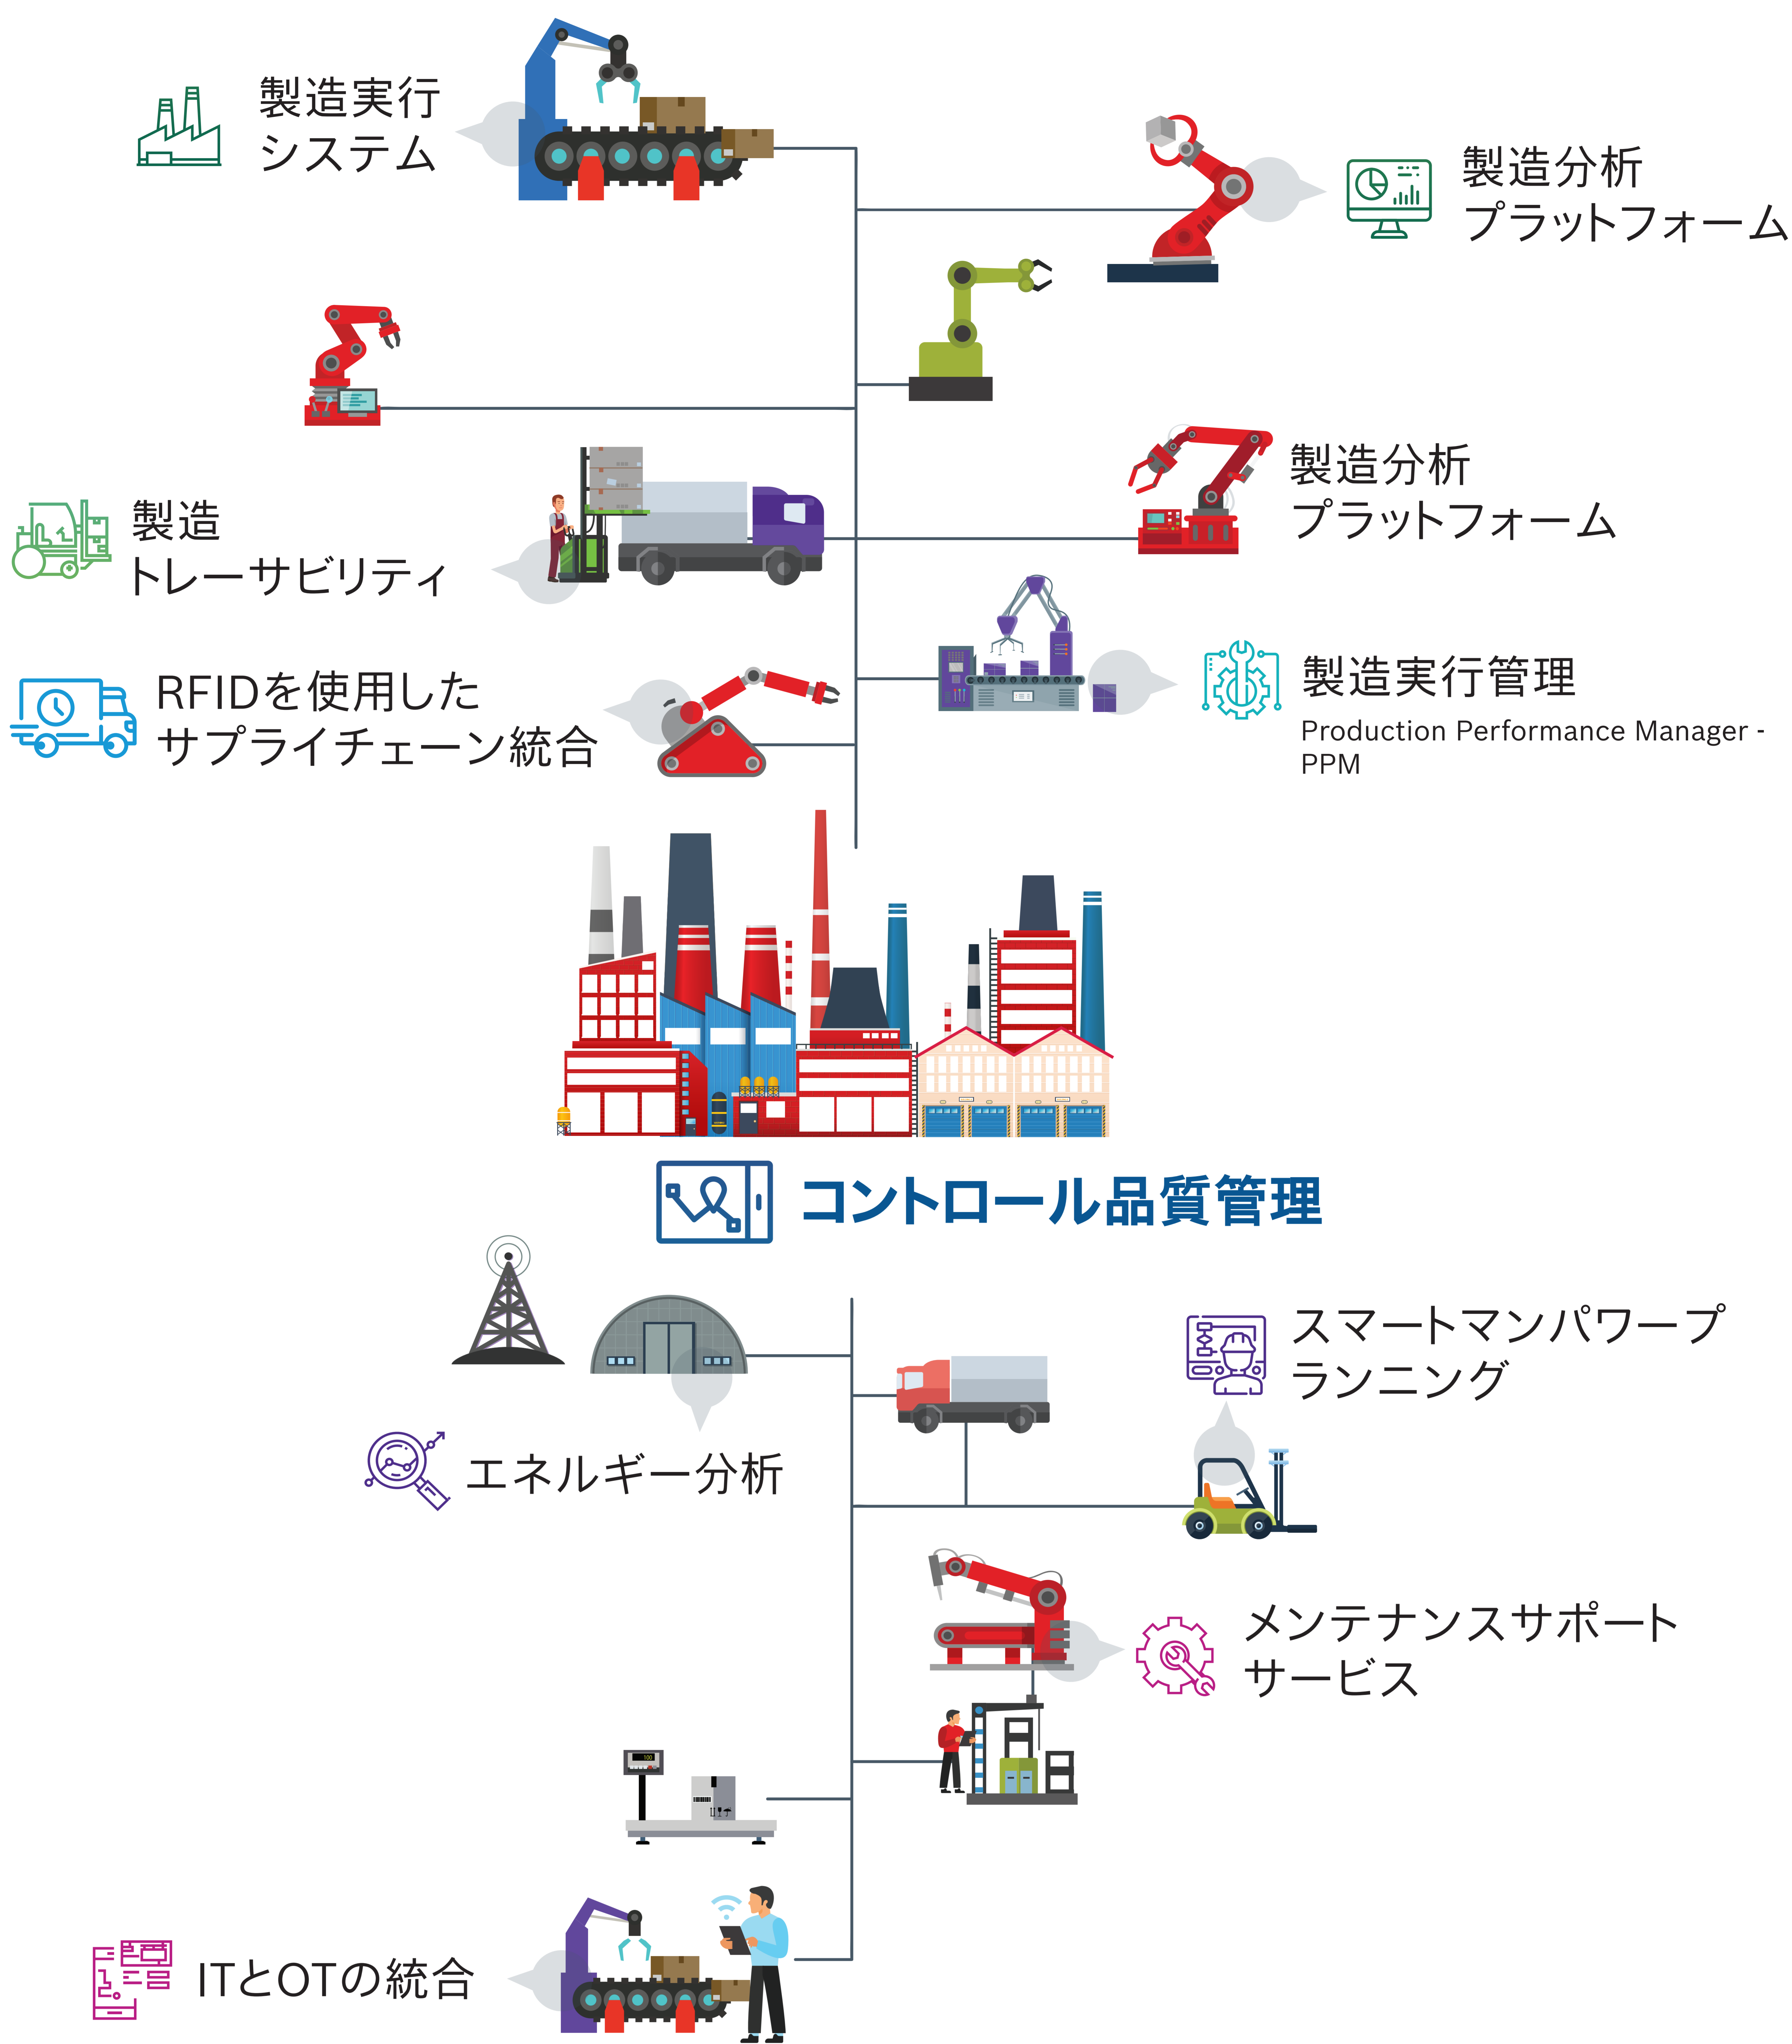 製造実行
システム
製造分析
プラットフォーム
製造分析
プラットフォーム
製造
トレーサビリティ
製造実行管理
Production Performance Manager -
PPM
RFIDを使用した
サプライチェーン統合
コントロール品質管理
スマートマンパワープ
ランニング
エネルギー分析
メンテナンスサポート
サービス
100
ITとOTの統合